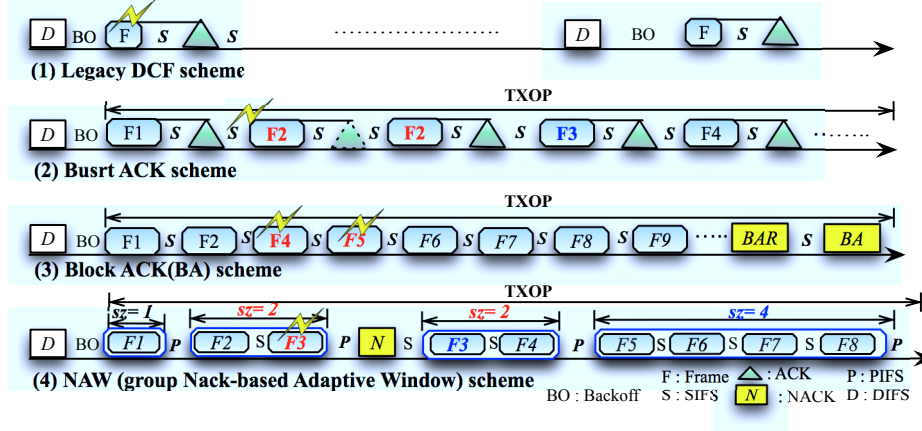 D BO F S S .......................... D BO F S
(1) Legacy DCF scheme
TXOP
D BO F1 S S F2 S S F2 S S F3 S S F4 S ........
(2) Busrt ACK scheme
TXOP
D BO F1 S F2 S F4 S F5 S F6 S F7 S F8 S F9 ····· BAR S BA
(3) Block ACK(BA) scheme
TXOP
sz= 1 sz= 2 sz= 2 sz= 4
D BO F1 P F2 S F3 P N S F3 S F4 P F5 S F6 S F7 S F8 P
(4) NAW (group Nack-based Adaptive Window) scheme
F : Frame : ACK P : PIFS
BO : Backoff S : SIFS N : NACK D : DIFS